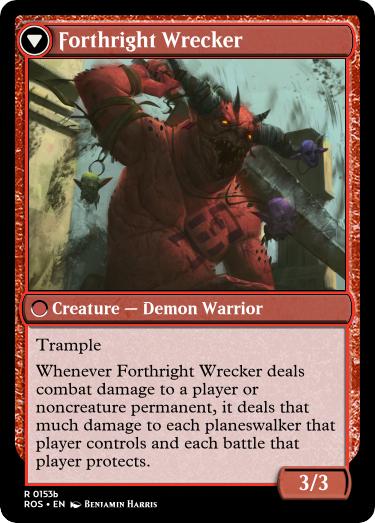 Forthright Wrecker
Creature — Demon Warrior
Trample
Whenever Forthright Wrecker deals
combat damage to a player or
noncreature permanent, it deals that
much damage to each planeswalker that
player controls and each battle that
player protects.
3/3
R 0153b
ROS • EN Benjamin Harris